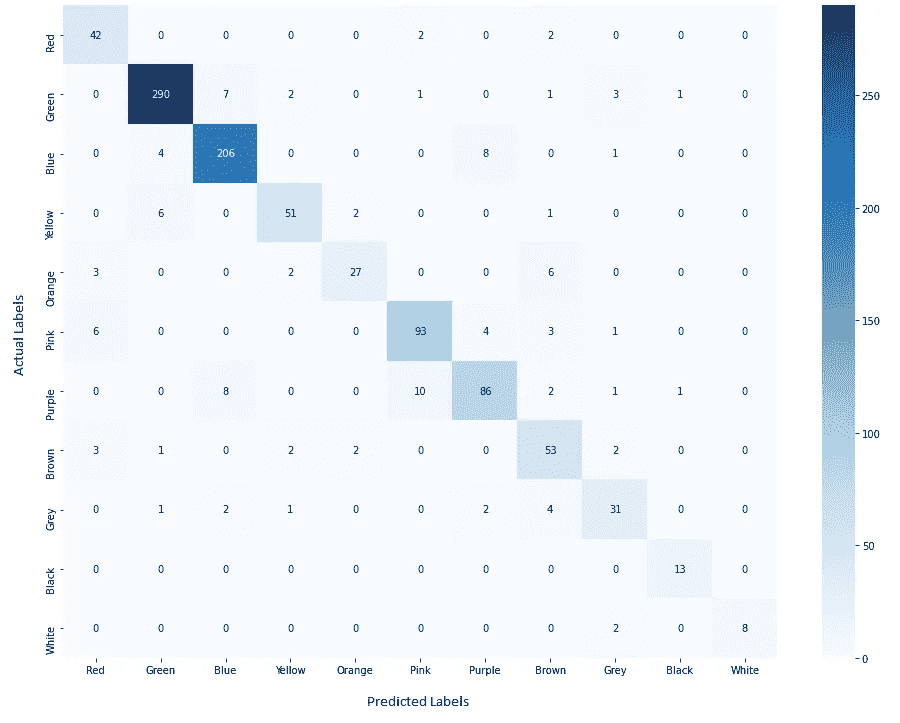 Red 42 0 0 0 0 2 0 2 0 0 0
Green 0 290 7 2 0 1 0 1 3 1 0
Blue 0 4 206 0 0 0 8 0 1 0 0
Yellow 0 6 0 51 2 0 0 1 0 0 0
Orange 3 0 0 2 27 0 0 6 0 0 0
Pink 6 0 0 0 0 93 4 3 1 0 0
Purple 0 0 8 0 0 10 86 2 1 1 0
Brown 3 1 0 2 2 0 0 53 2 0 0
Grey 0 1 2 1 0 0 2 4 31 0 0
Black 0 0 0 0 0 0 0 0 0 13 0
White 0 0 0 0 0 0 0 0 2 0 8
Red Green Blue Yellow Orange Pink Purple Brown Grey Black White
Predicted Labels
Actual Labels
250
200
150
100
50
0